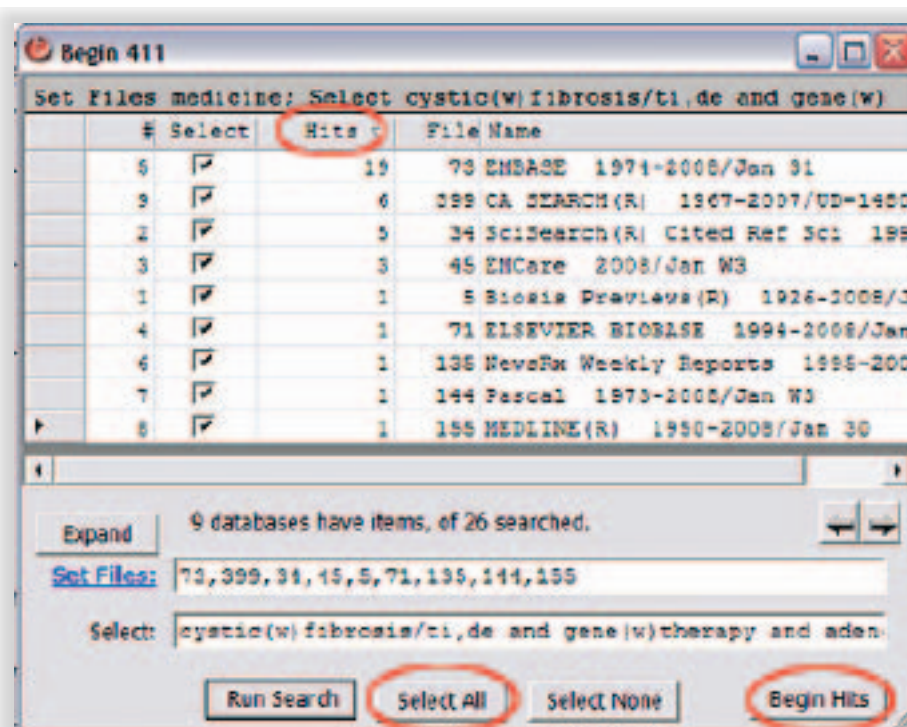 Begin 411
Set Files medicine; Select cystic(w)fibrosis/ti,de and gene(w)
# Select Hits File Name
5 19 73 EMBASE 1974-2008/Jan 31
9 6 399 CA SEARCH(R) 1967-2007/UD=
2 5 34 SciSearch(R) Cited Ref Sci 199
3 3 45 EMCare 2008/Jan W3
1 1 5 Biosis Previews(R) 1926-2008/J
4 1 71 ELSEVIER BIOBASE 1994-2008/Jan
6 1 135 NewsRx Weekly Reports 1995-200
7 1 144 Pascal 1973-2008/Jan W3
8 1 155 MEDLINE(R) 1950-2008/Jan 30
Expand 9 databases have items, of 26 searched.
Set Files: 73,399,34,45,5,71,135,144,155
Select: cystic(w)fibrosis/ti,de and gene(w)therapy and aden
Run Search Select All Select None Begin Hits